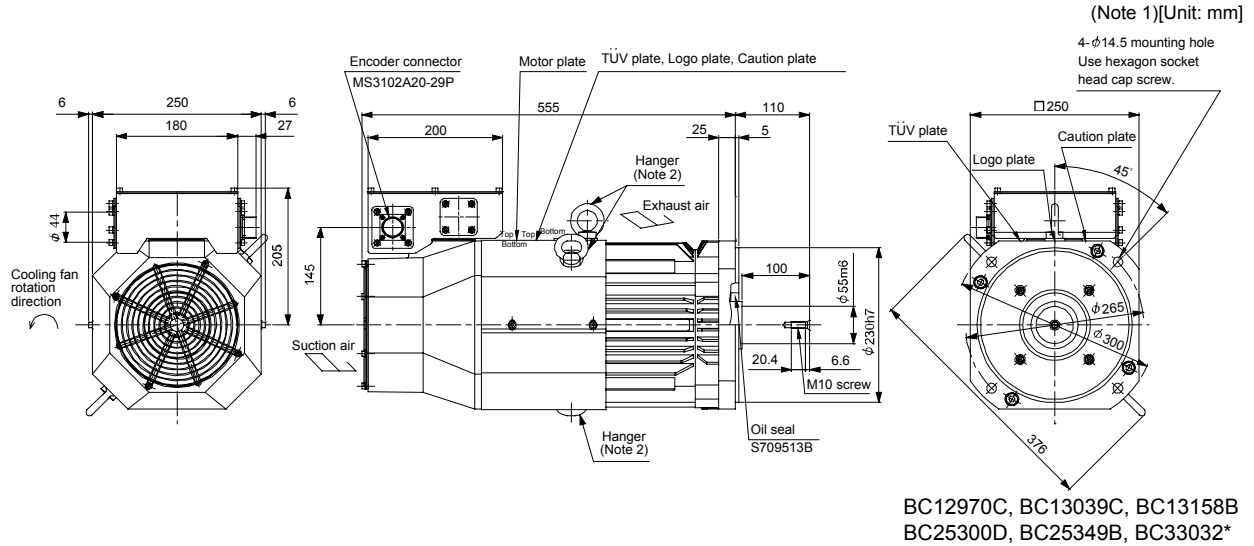 (Note 1)[Unit: mm]
4-φ14.5 mounting hole
Use hexagon socket
head cap screw.
Encoder connector
MS3102A20-29P
Motor plate
TÜV plate, Logo plate, Caution plate
6
250
6
180
27
φ 44
205
Cooling fan
rotation
direction
555
110
200
25
5
Hanger
(Note 2)
Exhaust air
Top
Bottom
Top
Bottom
145
Suction air
100
φ55m6
φ230h7
20.4
6.6
M10 screw
Oil seal
S709513B
Hanger
(Note 2)
□250
TÜV plate
Caution plate
Logo plate
45°
φ265
φ300
376
BC12970C, BC13039C, BC13158B
BC25300D, BC25349B, BC33032*